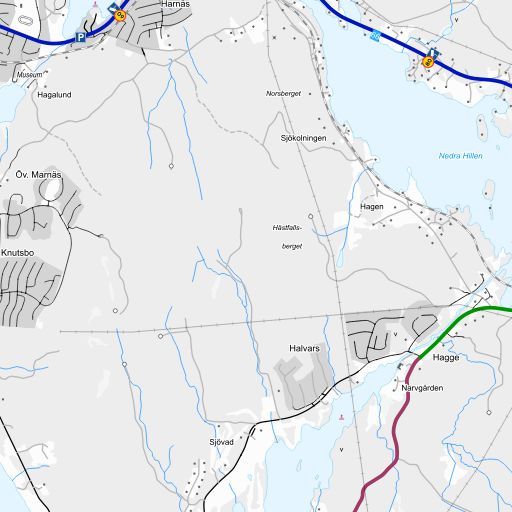 Harnäs
P
Museum
Hagalund
Norsberget
Sjökolningen
Nedra Hillen
Öv. Marnäs
Hagen
Hästfalls-
berget
Knutsbo
Halvars
Hagge
Narvgården
Sjövad